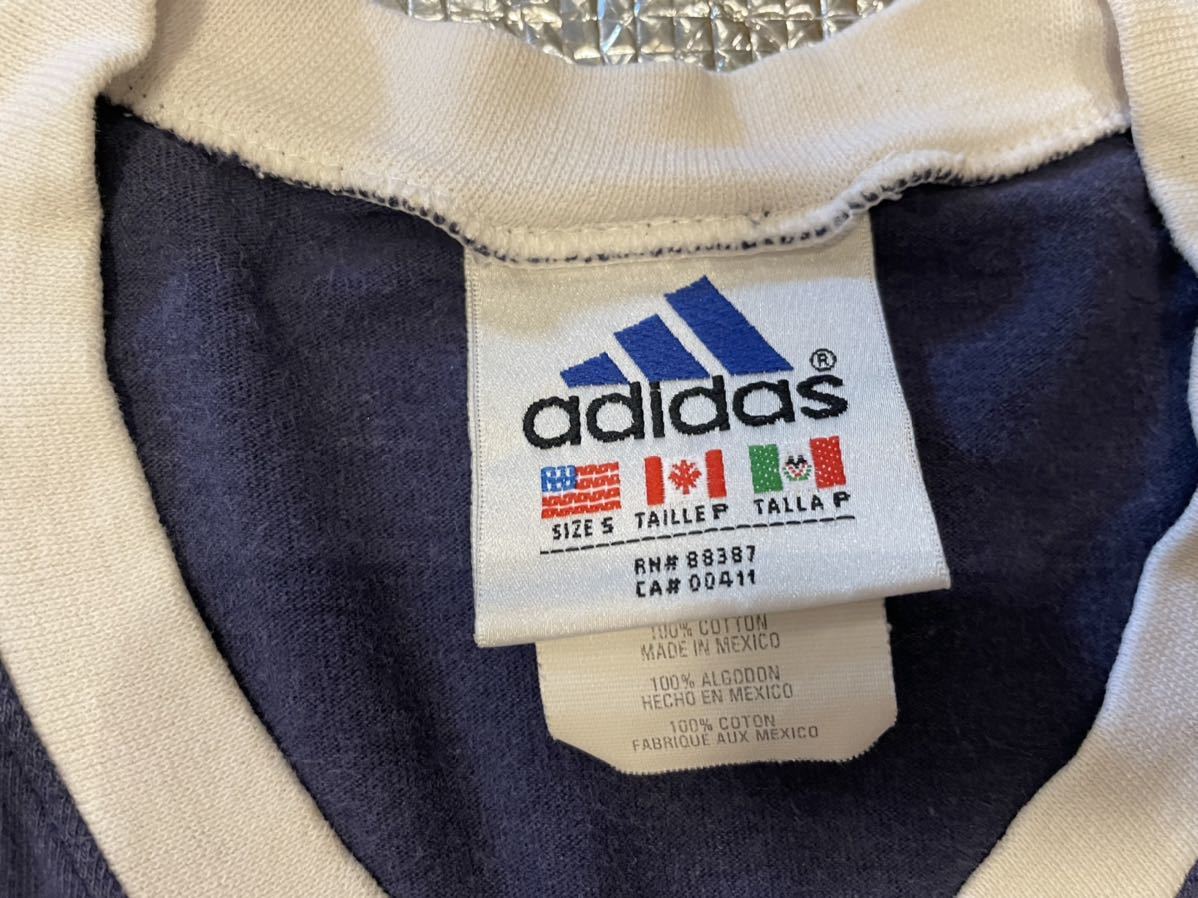 adidas®
SIZE S TAILLE P TALLA P
RN# 88387
CA# 00411
100% COTTON
MADE IN MEXICO
100% ALGODON
HECHO EN MEXICO
100% COTON
FABRIQUE AUX MEXICO